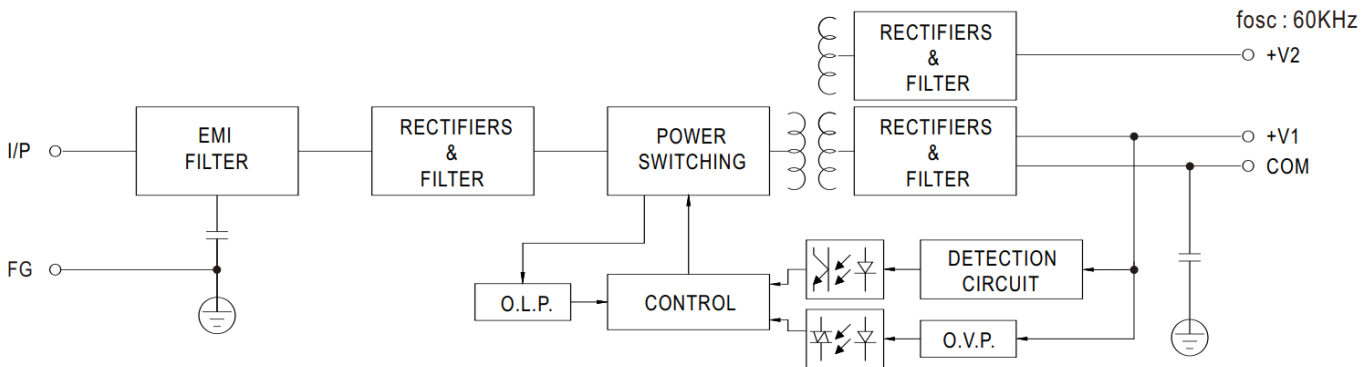 fosc : 60KHz
RECTIFIERS
&
FILTER
+V2
I/P
EMI
FILTER
RECTIFIERS
&
FILTER
POWER
SWITCHING
RECTIFIERS
&
FILTER
+V1
COM
FG
O.L.P.
CONTROL
DETECTION
CIRCUIT
O.V.P.